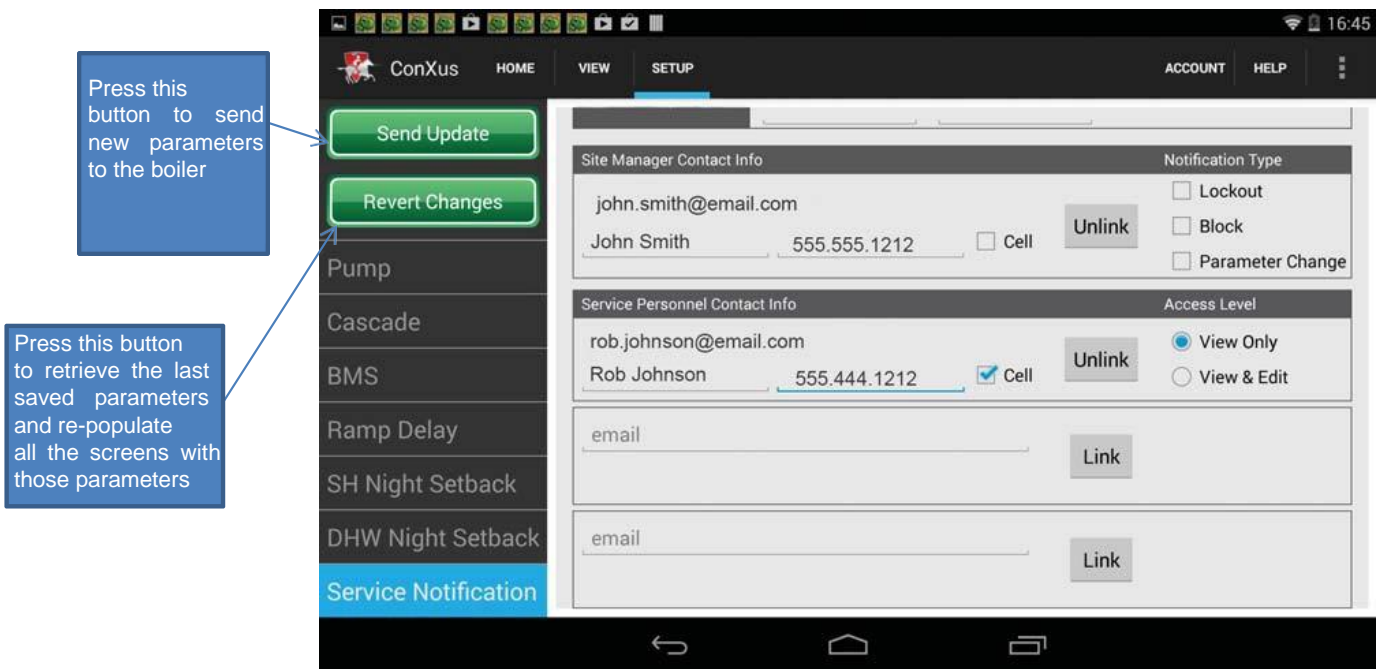 16:45
ConXus HOME VIEW SETUP ACCOUNT HELP
Press this
button to send
new parameters
to the boiler
Press this button
to retrieve the last
saved parameters
and re-populate
all the screens with
those parameters
Send Update
Revert Changes
Pump
Cascade
BMS
Ramp Delay
SH Night Setback
DHW Night Setback
Service Notification
Site Manager Contact Info Notification Type
john.smith@email.com
John Smith 555.555.1212 Cell Unlink
Lockout
Block
Parameter Change
Service Personnel Contact Info Access Level
rob.johnson@email.com
Rob Johnson 555.444.1212 Cell Unlink
View Only
View & Edit
email
Link
email
Link